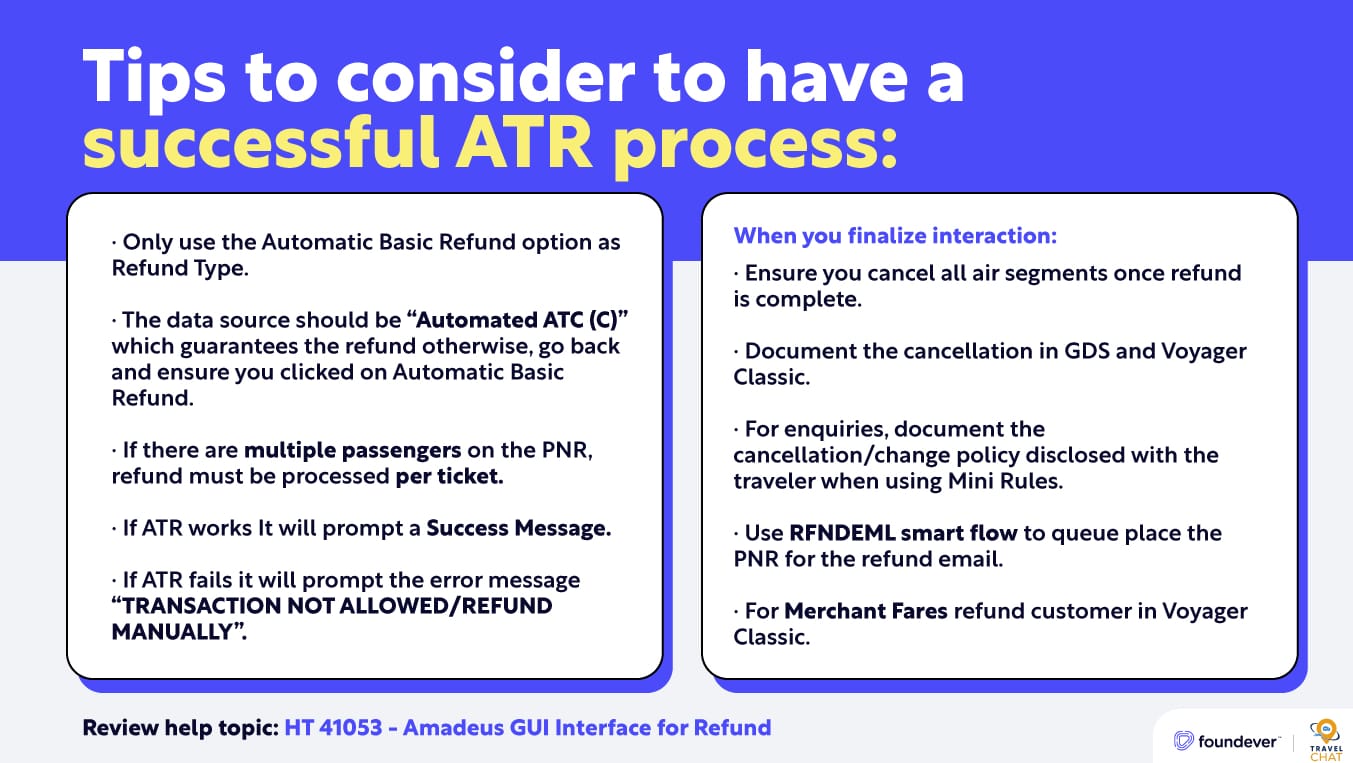 Tips to consider to have a
successful ATR process:
· Only use the Automatic Basic Refund option as
Refund Type.
· The data source should be “Automated ATC (C)”
which guarantees the refund otherwise, go back
and ensure you clicked on Automatic Basic
Refund.
· If there are multiple passengers on the PNR,
refund must be processed per ticket.
· If ATR works It will prompt a Success Message.
· If ATR fails it will prompt the error message
“TRANSACTION NOT ALLOWED/REFUND
MANUALLY”.
When you finalize interaction:
· Ensure you cancel all air segments once refund
is complete.
· Document the cancellation in GDS and Voyager
Classic.
· For enquiries, document the
cancellation/change policy disclosed with the
traveler when using Mini Rules.
· Use RFNDEML smart flow to queue place the
PNR for the refund email.
· For Merchant Fares refund customer in Voyager
Classic.
Review help topic: HT 41053 - Amadeus GUI Interface for Refund
foundever™
TRAVEL
CHAT